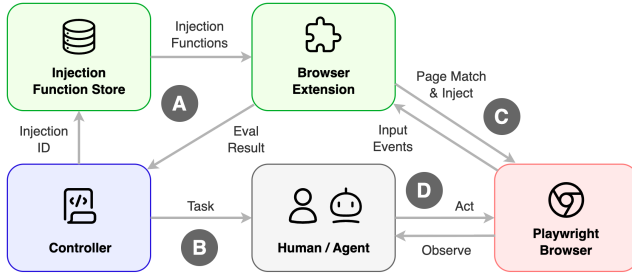 Injection
Function Store
Injection
Functions
Browser
Extension
A
Page Match
& Inject
C
Injection
ID
Eval
Result
Input
Events
</>
Controller
Task
B
Human / Agent
D
Act
Observe
Playwright
Browser